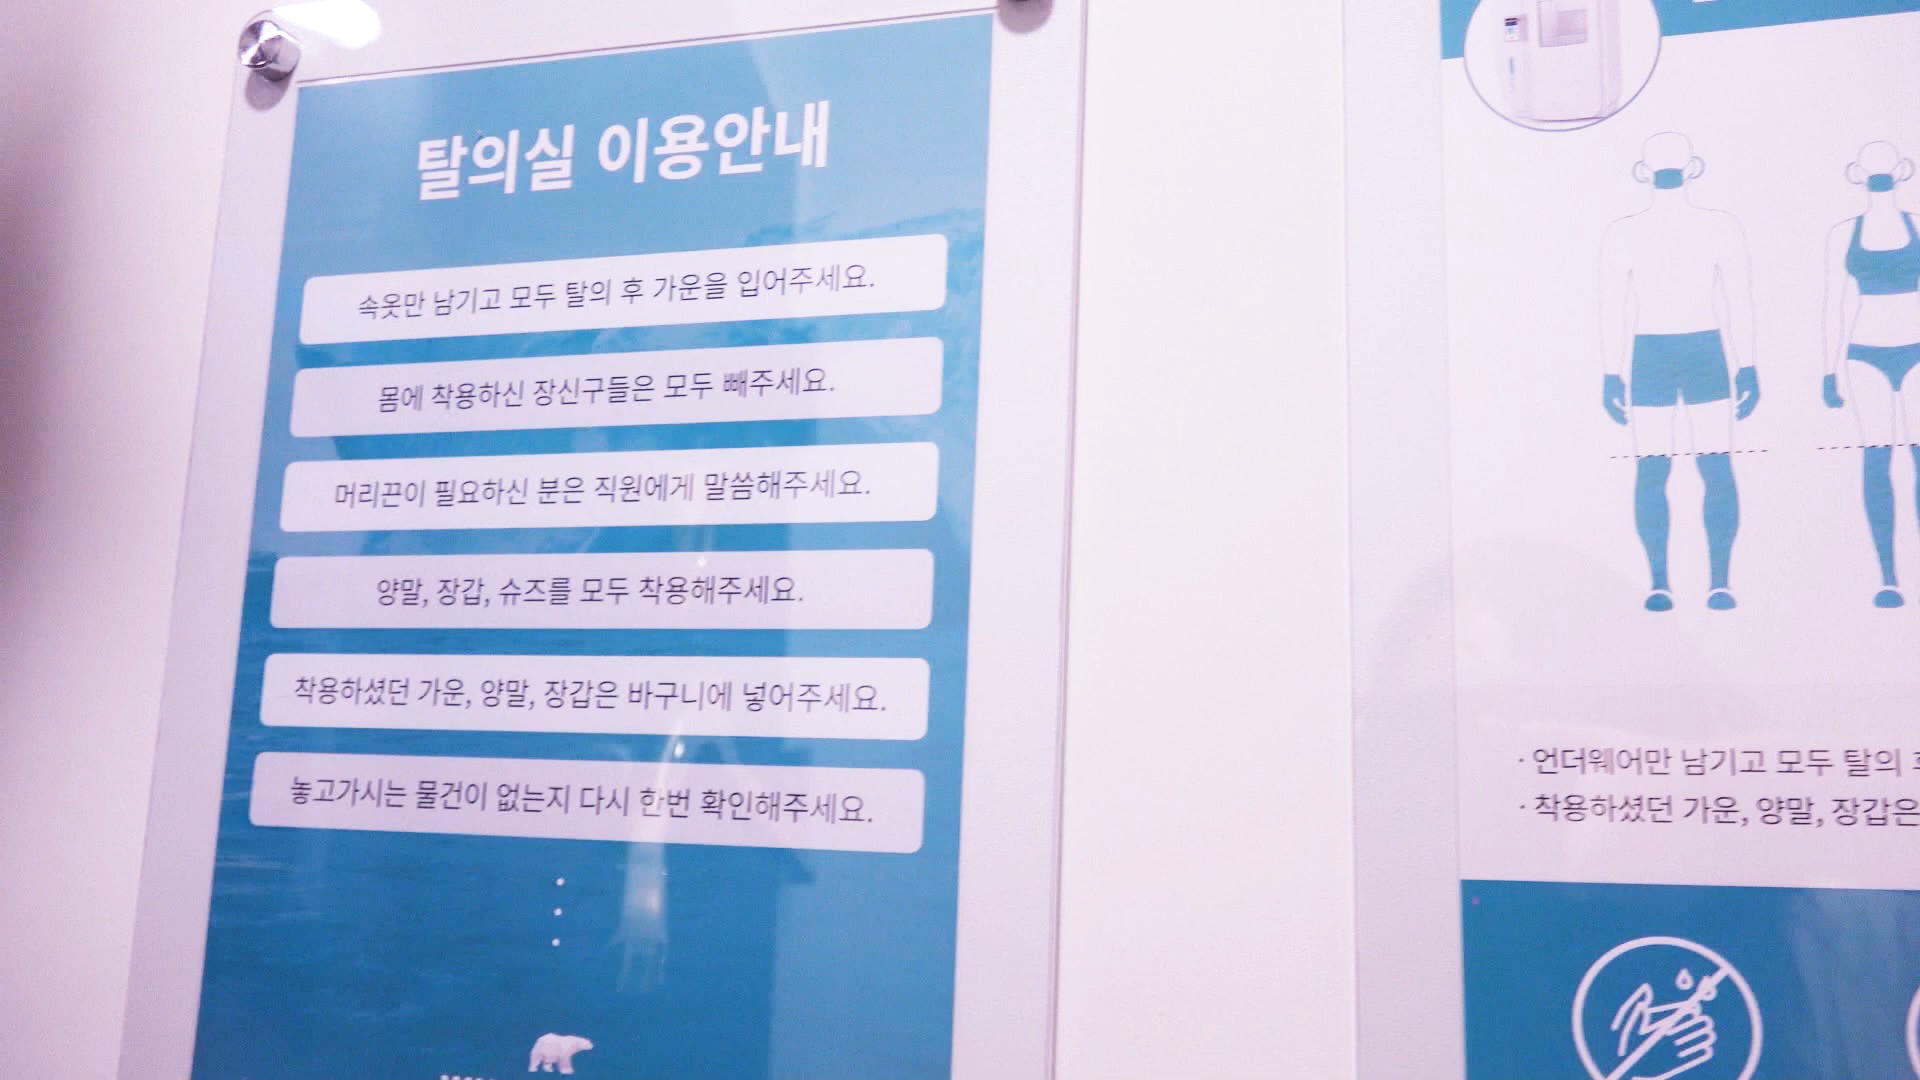 탈의실 이용안내
속옷만 남기고 모두 탈의 후 가운을 입어주세요.
몸에 착용하신 장신구들은 모두 빼주세요.
머리끈이 필요하신 분은 직원에게 말씀해주세요.
양말, 장갑, 슈즈를 모두 착용해주세요.
착용하셨던 가운, 양말, 장갑은 바구니에 넣어주세요.
놓고가시는 물건이 없는지 다시 한번 확인해주세요.
· 언더웨어만 남기고 모두 탈의
· 착용하셨던 가운, 양말, 장갑은